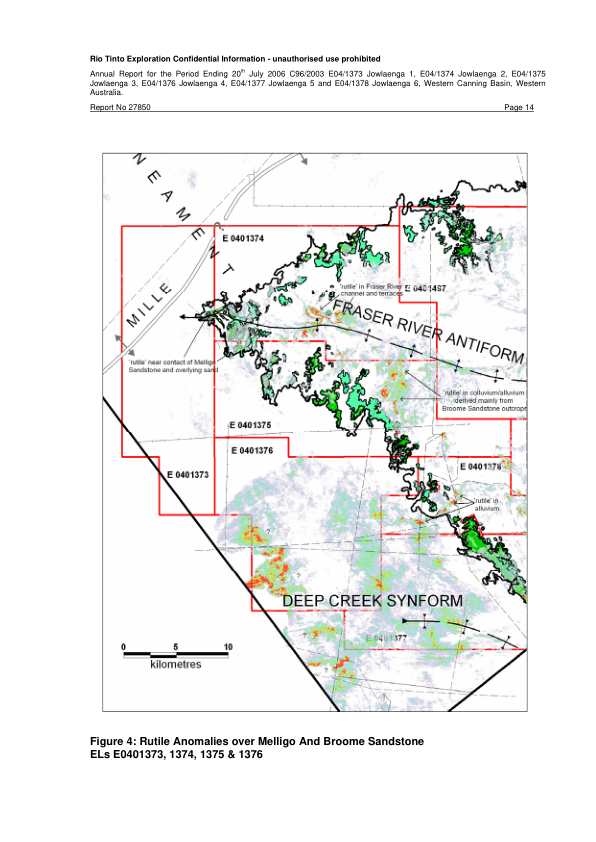 Rio Tinto Exploration Confidential Information - unauthorised use prohibited
Annual Report for the Period Ending 20th July 2006 C96/2003 E04/1373 Jowlaenga 1, E04/1374 Jowlaenga 2, E04/1375
Jowlaenga 3, E04/1376 Jowlaenga 4, E04/1377 Jowlaenga 5 and E04/1378 Jowlaenga 6, Western Canning Basin, Western
Australia.
Report No 27850 Page 14
NEAMENT
E 0401374
'rutile' in Fraser River
channel and terraces
E 0401497
MILLE
FRASER RIVER ANTIFORM
'rutile' near contact of Melligo
Sandstone and overlying sand
'rutile' in colluvium/alluvium
derived mainly from
Broome Sandstone outcrops
E 0401375
E 0401376
E 0401373
E 0401378
'rutile' in
alluvium
?
?
DEEP CREEK SYNFORM
E 0401377
?
?
0 5 10
kilometres
Figure 4: Rutile Anomalies over Melligo And Broome Sandstone
ELs E0401373, 1374, 1375 & 1376